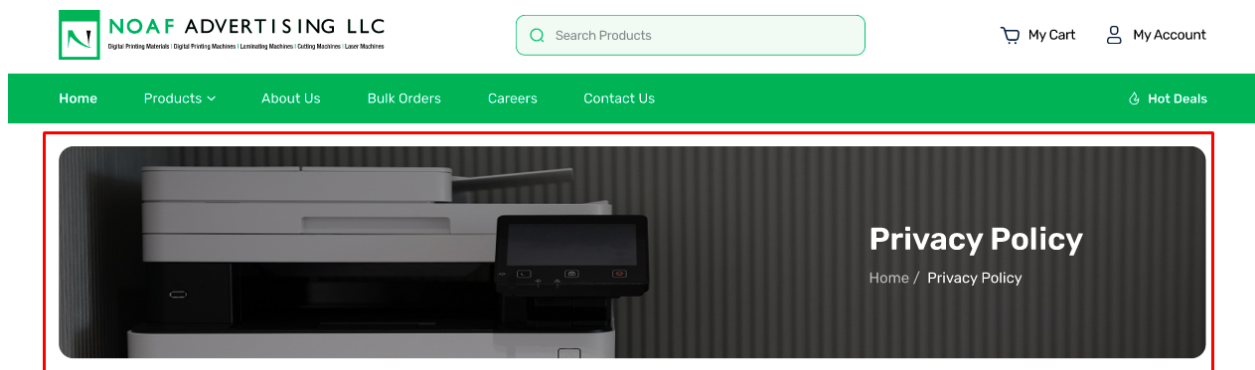 NOAF ADVERTISING LLC
Digital Printing Materials | Digital Printing Machines | Laminating Machines | Cutting Machines | Laser Machines
Search Products
My Cart
My Account
Home
Products
About Us
Bulk Orders
Careers
Contact Us
Hot Deals
Privacy Policy
Home / Privacy Policy